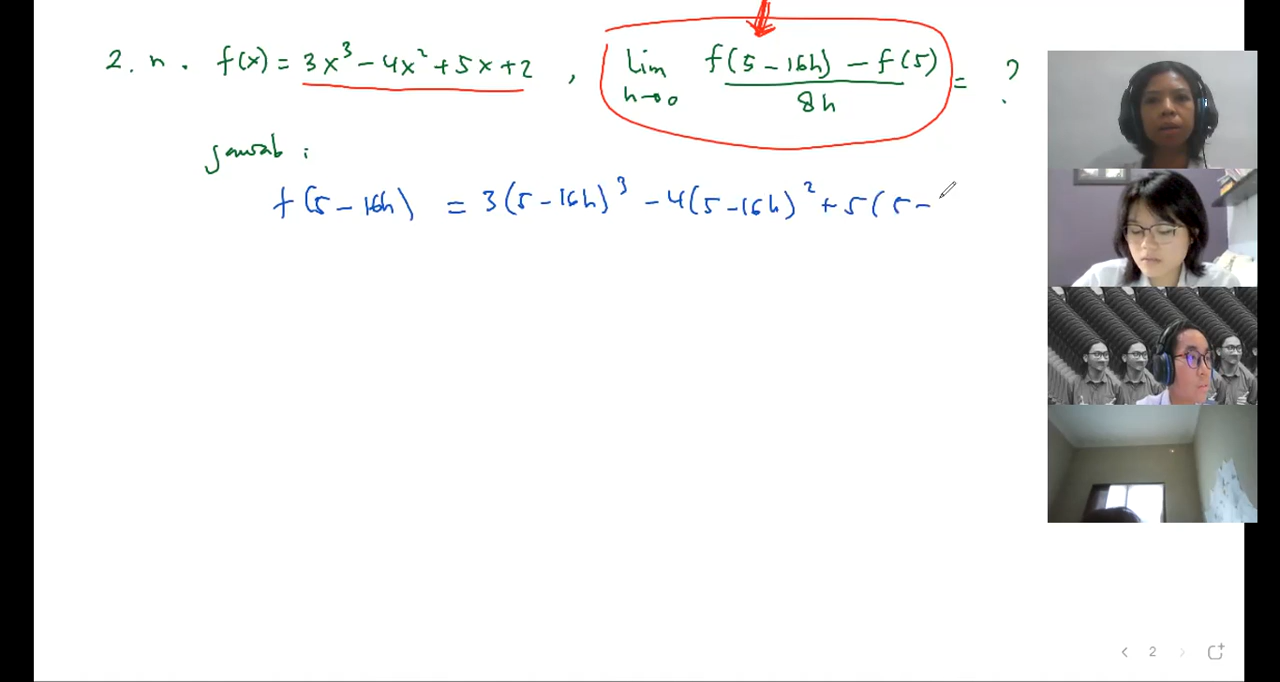 2. n. f(x) = 3x³ - 4x² + 5x + 2 , lim h→0 f(5 - 16h) - f(5) / 8h = ?
Jawab :
f(5 - 16h) = 3(5 - 16h)³ - 4(5 - 16h)² + 5(5 -
2